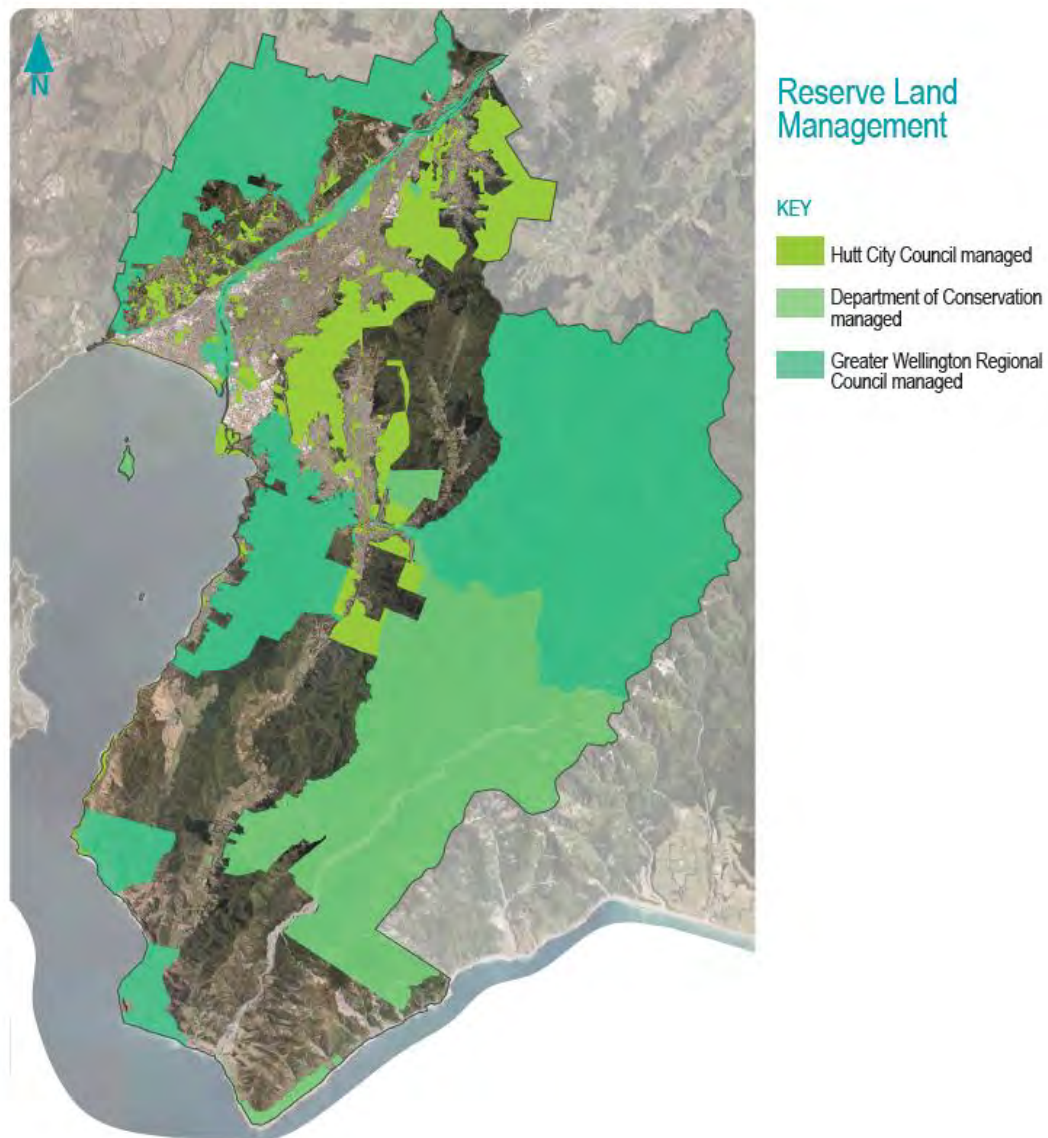 N
Reserve Land
Management
KEY
Hutt City Council managed
Department of Conservation
managed
Greater Wellington Regional
Council managed